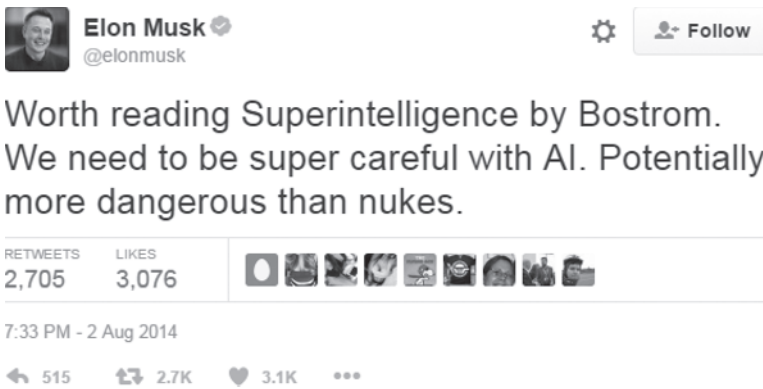 Elon Musk
@elonmusk
Follow
Worth reading Superintelligence by Bostrom.
We need to be super careful with AI. Potentially
more dangerous than nukes.
RETWEETS LIKES
2,705 3,076
7:33 PM - 2 Aug 2014
515 2.7K 3.1K